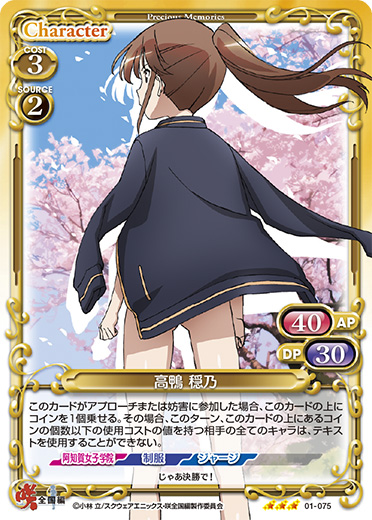 Precious Memories
Character
COST
3
SOURCE
2
40 AP
DP 30
高鴨 穏乃
このカードがアプローチまたは妨害に参加した場合、このカードの上に
コインを1個乗せる。その場合、このターン、このカードの上にあるコ
インの個数以下の使用コストの値を持つ相手の全てのキャラは、テキス
トを使用することができない。
阿知賀女子学院 制服 ジャージ
じゃあ決勝で!
咲 全国編 ©小林 立/スクウェアエニックス・咲全国編製作委員会 ★★★ 01-075